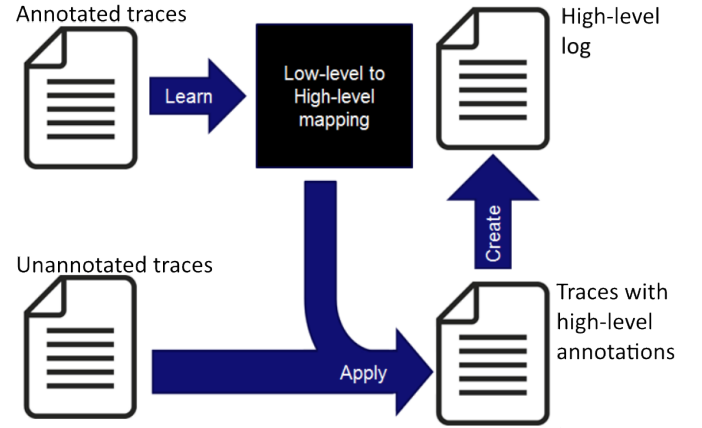 Annotated traces
Learn
Low-level to
High-level
mapping
High-level
log
Unannotated traces
Apply
Create
Traces with
high-level
annotations